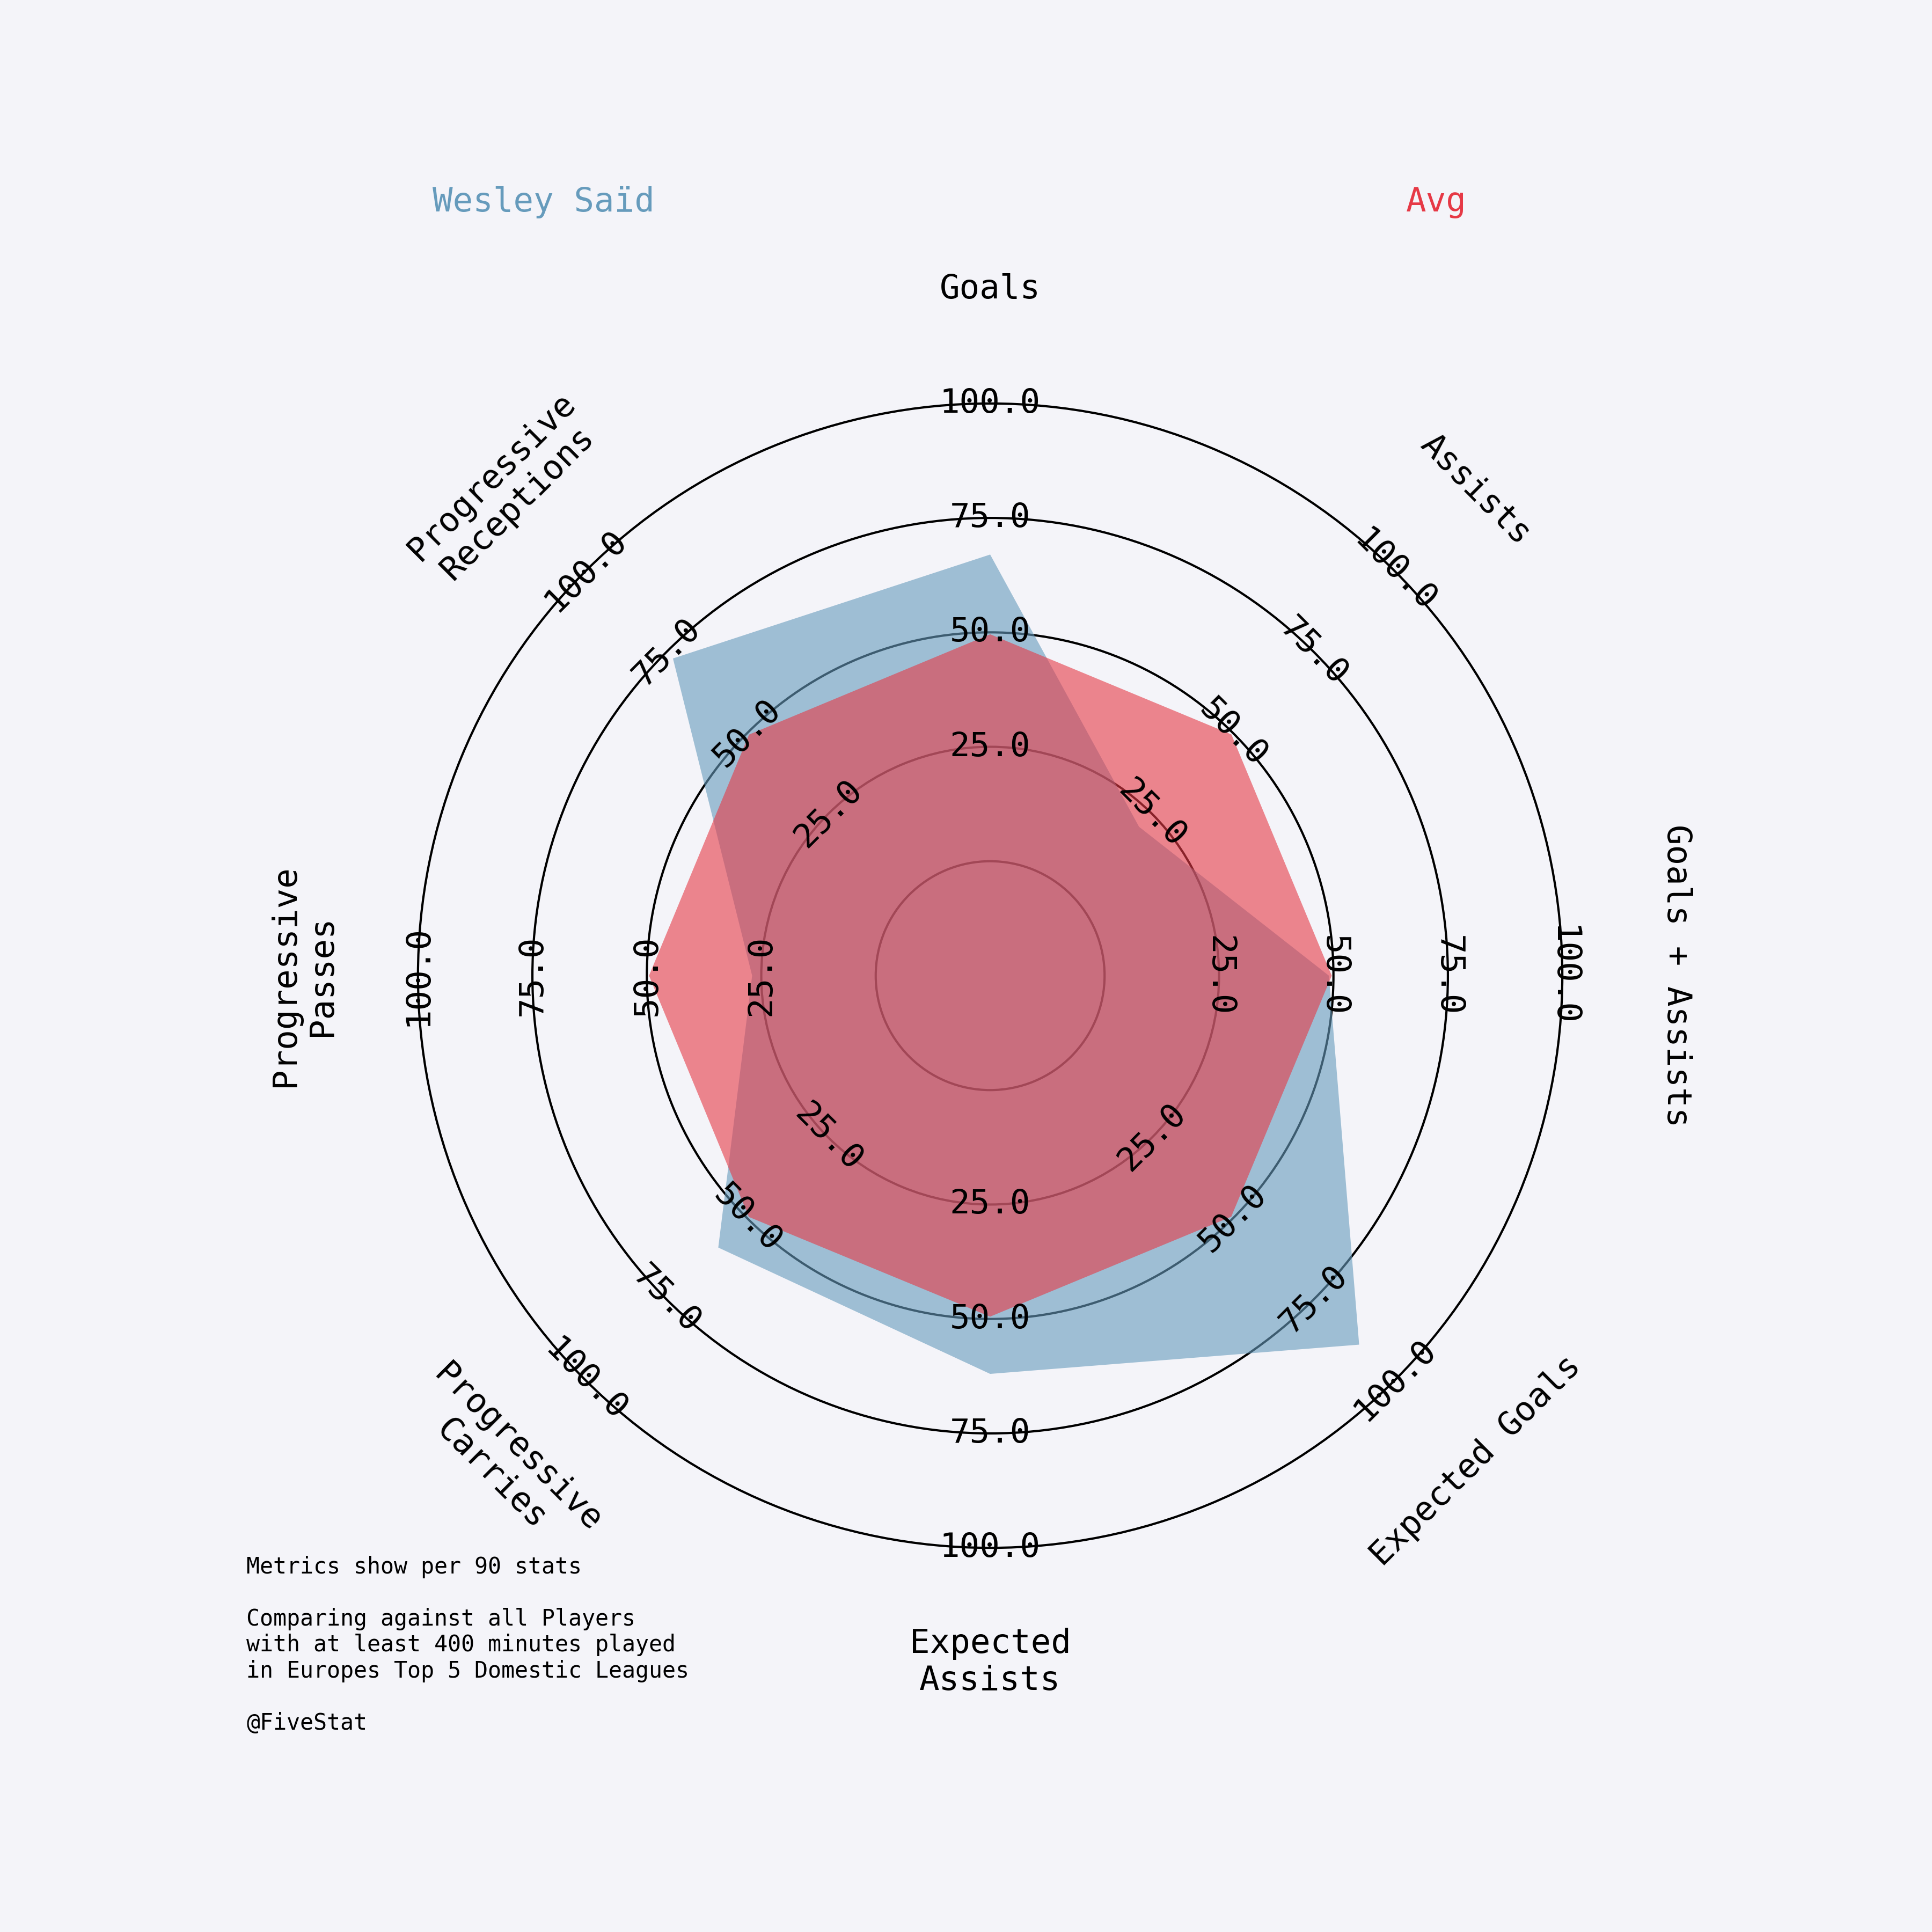 Wesley Saïd
Avg
Goals
Assists
Goals + Assists
Expected Goals
Expected
Assists
Progressive
Carries
Progressive
Passes
Progressive
Receptions
25.0
50.0
75.0
100.0
25.0
50.0
75.0
100.0
25.0
50.0
75.0
100.0
25.0
50.0
75.0
100.0
25.0
50.0
75.0
100.0
25.0
50.0
75.0
100.0
25.0
50.0
75.0
100.0
25.0
50.0
75.0
100.0
Metrics show per 90 stats
Comparing against all Players
with at least 400 minutes played
in Europes Top 5 Domestic Leagues
@FiveStat